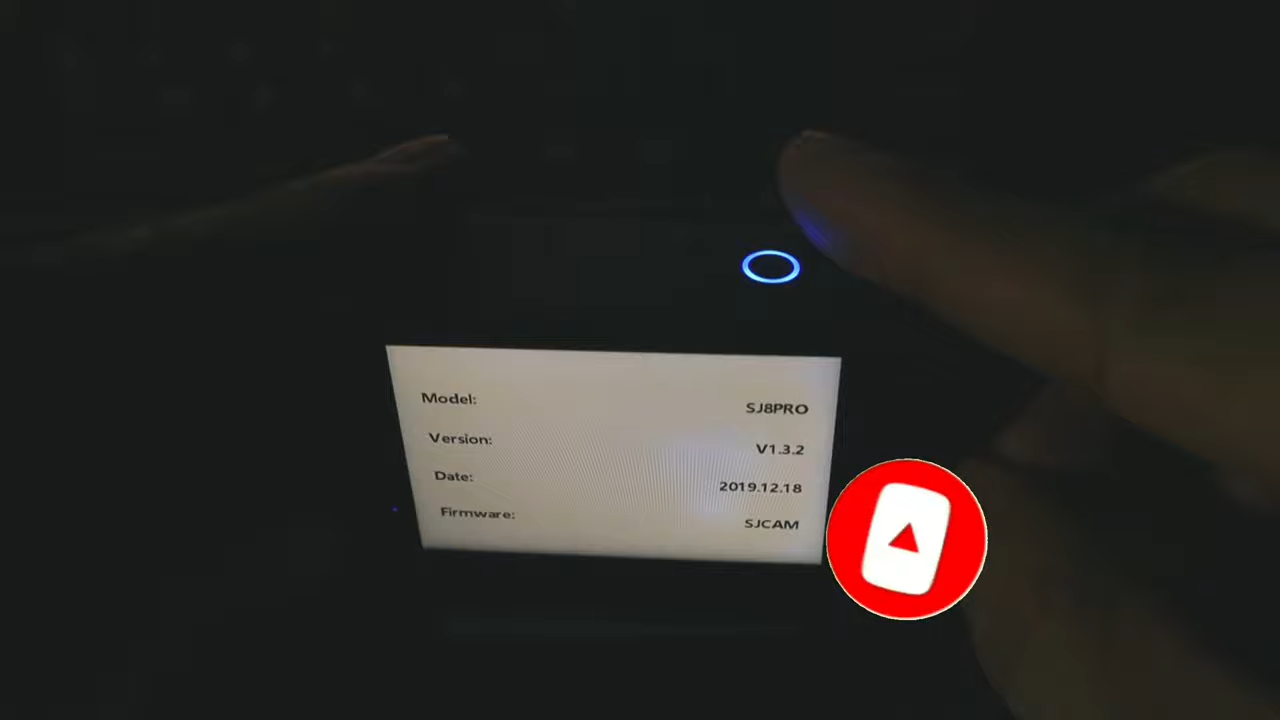 Model: SJ8PRO
Version: V1.3.2
Date: 2019.12.18
Firmware: SJCAM